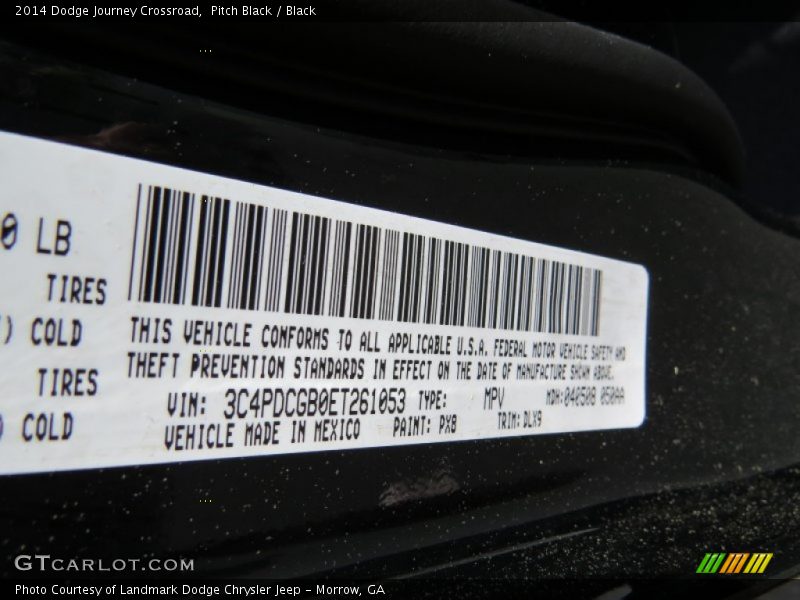 2014 Dodge Journey Crossroad, Pitch Black / Black
0 LB
TIRES
) COLD
TIRES
) COLD
THIS VEHICLE CONFORMS TO ALL APPLICABLE U.S.A. FEDERAL MOTOR VEHICLE SAFETY AND
THEFT PREVENTION STANDARDS IN EFFECT ON THE DATE OF MANUFACTURE SHOWN ABOVE.
VIN: 3C4PDCGB0ET261053 TYPE: MPV MDH:040508 050AA
VEHICLE MADE IN MEXICO PAINT: PX8 TRIM:DLX9
GTCARLOT.COM
Photo Courtesy of Landmark Dodge Chrysler Jeep – Morrow, GA